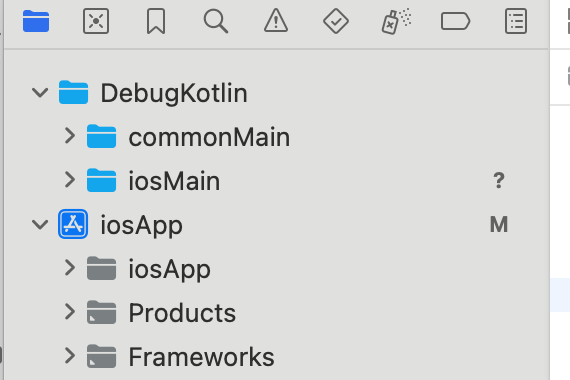 DebugKotlin
commonMain
iosMain ?
iosApp M
iosApp
Products
Frameworks